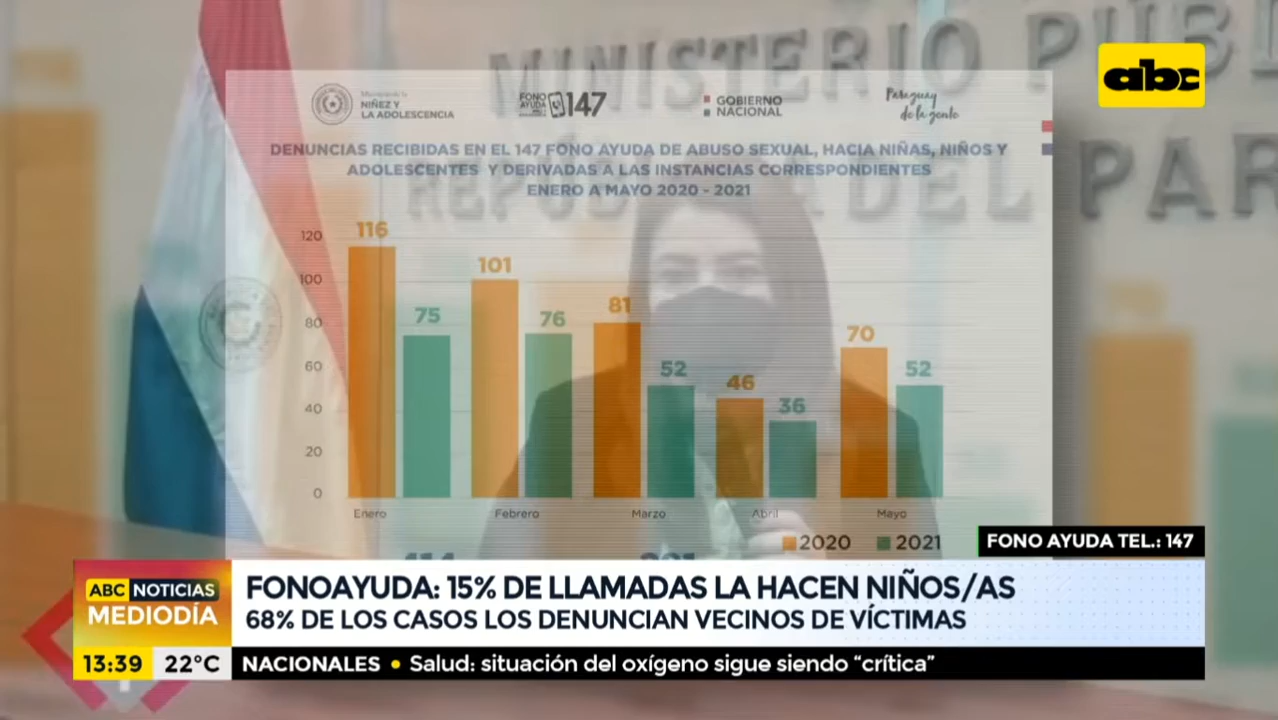 MINISTERIO PÚBL
REPÚ DEL PAR
abc
NIÑEZ Y
LA ADOLESCENCIA
FONO
AYUDA
147
GOBIERNO
NACIONAL
Paraguay
de la gente
DENUNCIAS RECIBIDAS EN EL 147 FONO AYUDA DE ABUSO SEXUAL, HACIA NIÑAS, NIÑOS Y
ADOLESCENTES Y DERIVADAS A LAS INSTANCIAS CORRESPONDIENTES
ENERO A MAYO 2020 - 2021
120
100
80
60
40
20
0
116
75
101
76
81
52
46
36
70
52
Enero
Febrero
Marzo
Abril
Mayo
2020
2021
FONO AYUDA TEL.: 147
ABC NOTICIAS
MEDIODÍA
FONOAYUDA: 15% DE LLAMADAS LA HACEN NIÑOS/AS
68% DE LOS CASOS LOS DENUNCIAN VECINOS DE VÍCTIMAS
13:39 22°C
NACIONALES • Salud: situación del oxígeno sigue siendo “crítica”